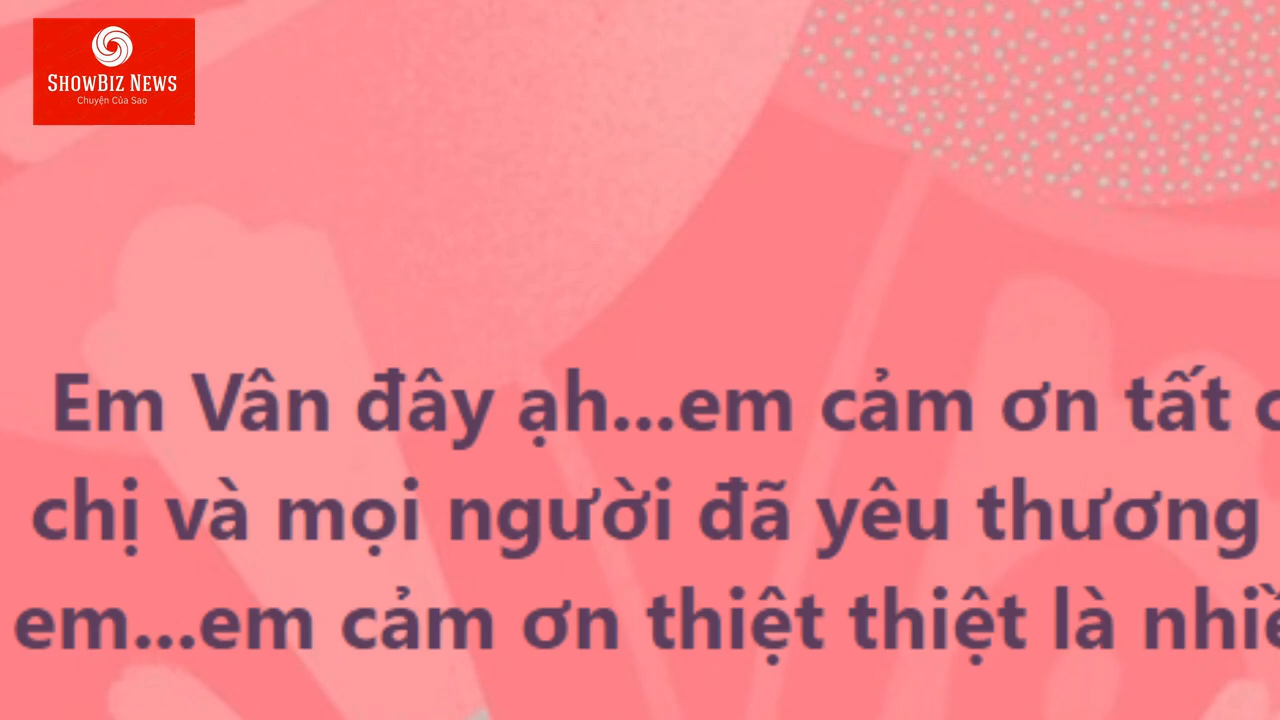 SHOWBIZ NEWS
Chuyện Của Sao
Em Vân đây ạh...em cảm ơn tất
chị và mọi người đã yêu thương
em...em cảm ơn thiệt thiệt là